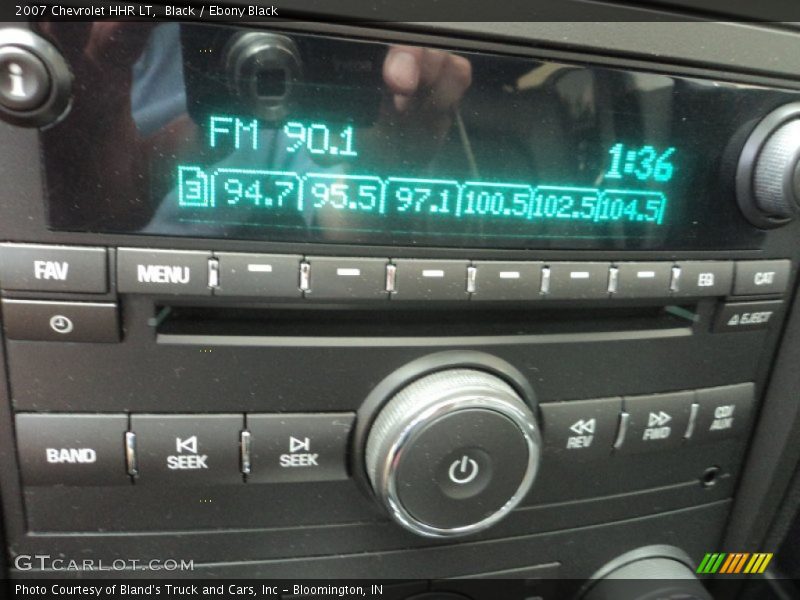 2007 Chevrolet HHR LT, Black / Ebony Black
i
FM 90.1
1:36
3 94.7 95.5 97.1 100.5 102.5 104.5
FAV MENU EQ CAT
EJECT
BAND SEEK SEEK REV FWD CD/AUX
GTCARLOT.COM
Photo Courtesy of Bland's Truck and Cars, Inc - Bloomington, IN